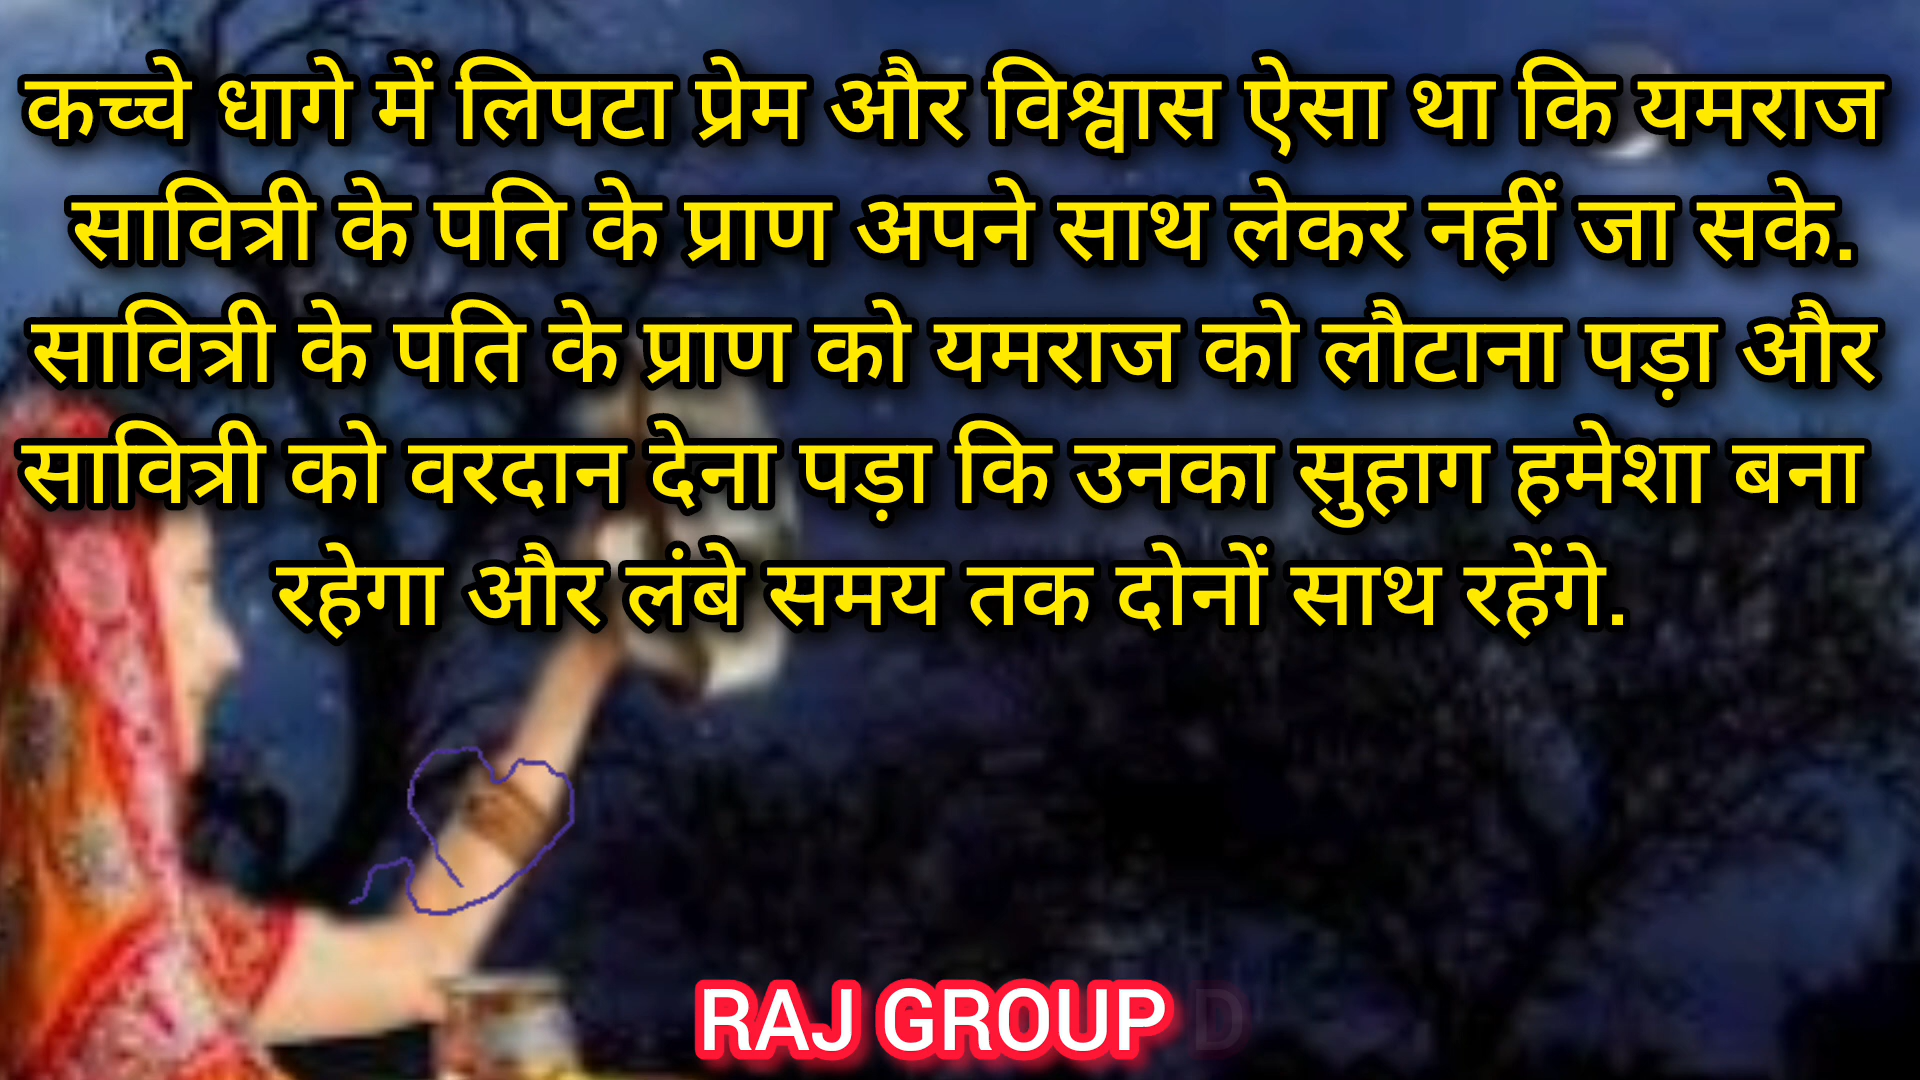 कच्चे धागे में लिपटा प्रेम और विश्वास ऐसा था कि यमराज
सावित्री के पति के प्राण अपने साथ लेकर नहीं जा सके.
सावित्री के पति के प्राण को यमराज को लौटाना पड़ा और
सावित्री को वरदान देना पड़ा कि उनका सुहाग हमेशा बना
रहेगा और लंबे समय तक दोनों साथ रहेंगे.
RAJ GROUP D